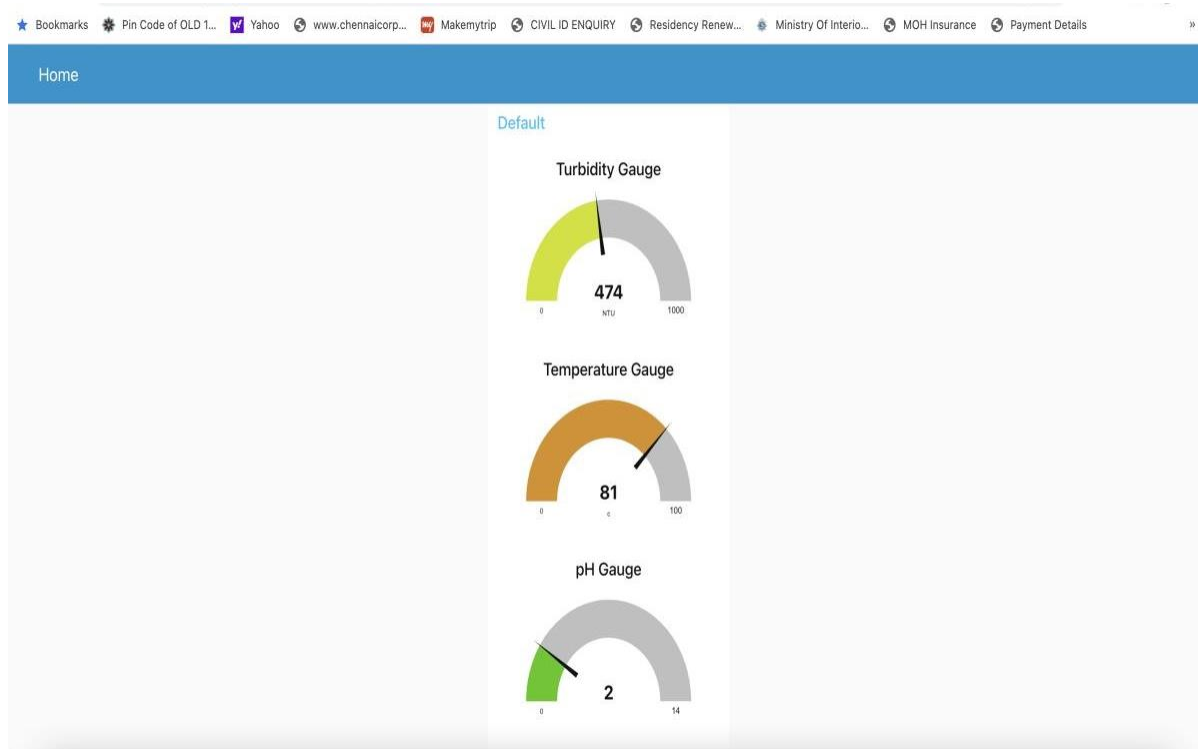 Bookmarks Pin Code of OLD 1... Yahoo www.chennaicorp... Makemytrip CIVIL ID ENQUIRY Residency Renew... Ministry Of Interio... MOH Insurance Payment Details »
Home
Default
Turbidity Gauge
474
0 NTU 1000
Temperature Gauge
81
0 c 100
pH Gauge
2
0 14